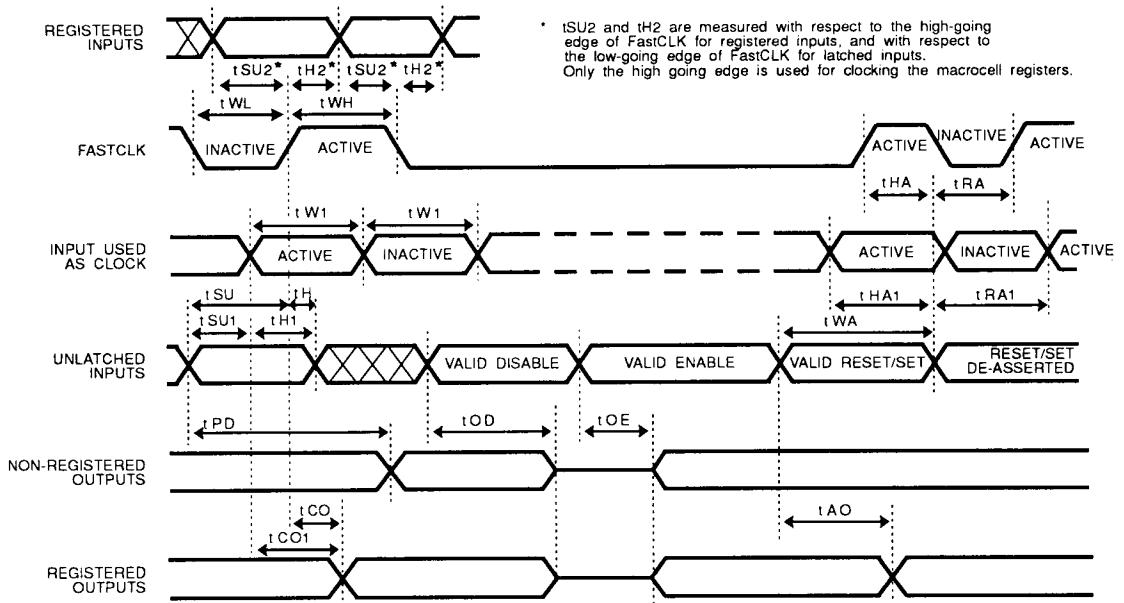 REGISTERED
INPUTS
* tSU2 and tH2 are measured with respect to the high-going
edge of FastCLK for registered inputs, and with respect to
the low-going edge of FastCLK for latched inputs.
Only the high going edge is used for clocking the macrocell registers.
tSU2* tH2* tSU2* tH2*
tWL tWH
FASTCLK
INACTIVE ACTIVE ACTIVE INACTIVE ACTIVE
tHA tRA
tW1 tW1
INPUT USED
AS CLOCK
ACTIVE INACTIVE ACTIVE INACTIVE ACTIVE
tSU tH
tHA1 tRA1
tSU1 tH1
tWA
UNLATCHED
INPUTS
VALID DISABLE VALID ENABLE VALID RESET/SET
RESET/SET
DE-ASSERTED
tPD tOD tOE
NON-REGISTERED
OUTPUTS
tCO
tAO
tCO1
REGISTERED
OUTPUTS